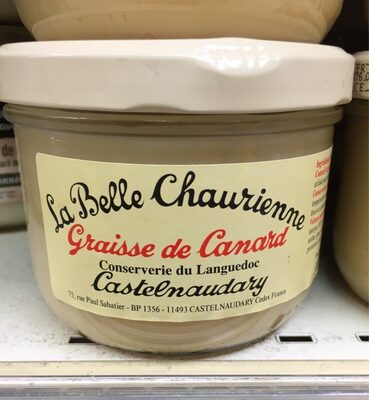 La Belle Chaurienne
Graisse de Canard
Conserverie du Languedoc
Castelnaudary
75, rue Paul Sabatier - BP 1356 - 11493 CASTELNAUDARY Cedex France